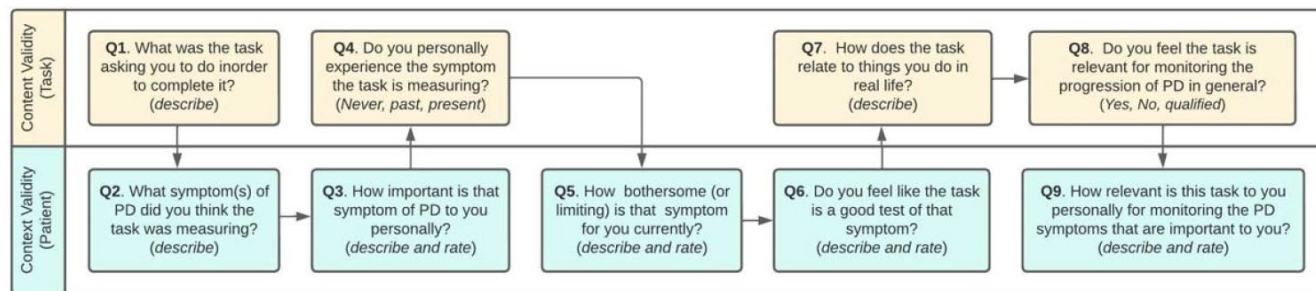 Content Validity
(Task)
Q1. What was the task
asking you to do inorder
to complete it?
(describe)
Q4. Do you personally
experience the symptom
the task is measuring?
(Never, past, present)
Q7. How does the task
relate to things you do in
real life?
(describe)
Q8. Do you feel the task is
relevant for monitoring the
progression of PD in general?
(Yes, No, qualified)
Context Validity
(Patient)
Q2. What symptom(s) of
PD did you think the
task was measuring?
(describe)
Q3. How important is that
symptom of PD to you
personally?
(describe and rate)
Q5. How bothersome (or
limiting) is that symptom
for you currently?
(describe and rate)
Q6. Do you feel like the task
is a good test of that
symptom?
(describe and rate)
Q9. How relevant is this task to you
personally for monitoring the PD
symptoms that are important to you?
(describe and rate)